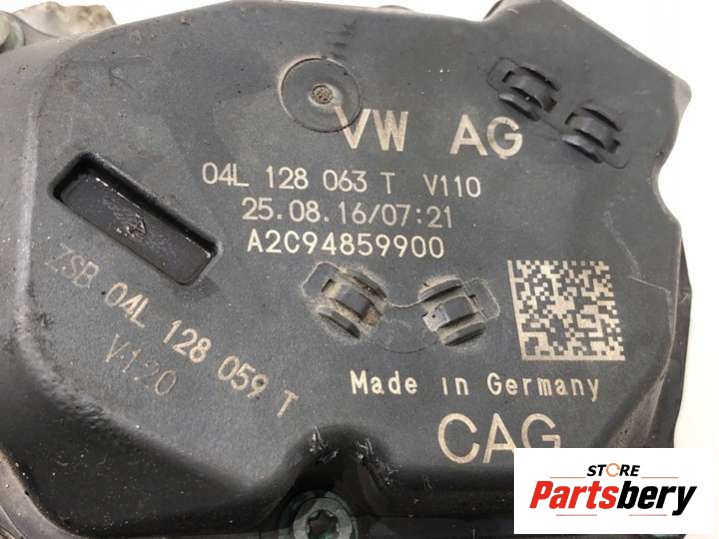 VW AG
04L 128 063 T V110
25.08.16/07:21
A2C94859900
ZSB 04L 128 059 T
V120
Made in Germany
CAG
STORE
Partsbery